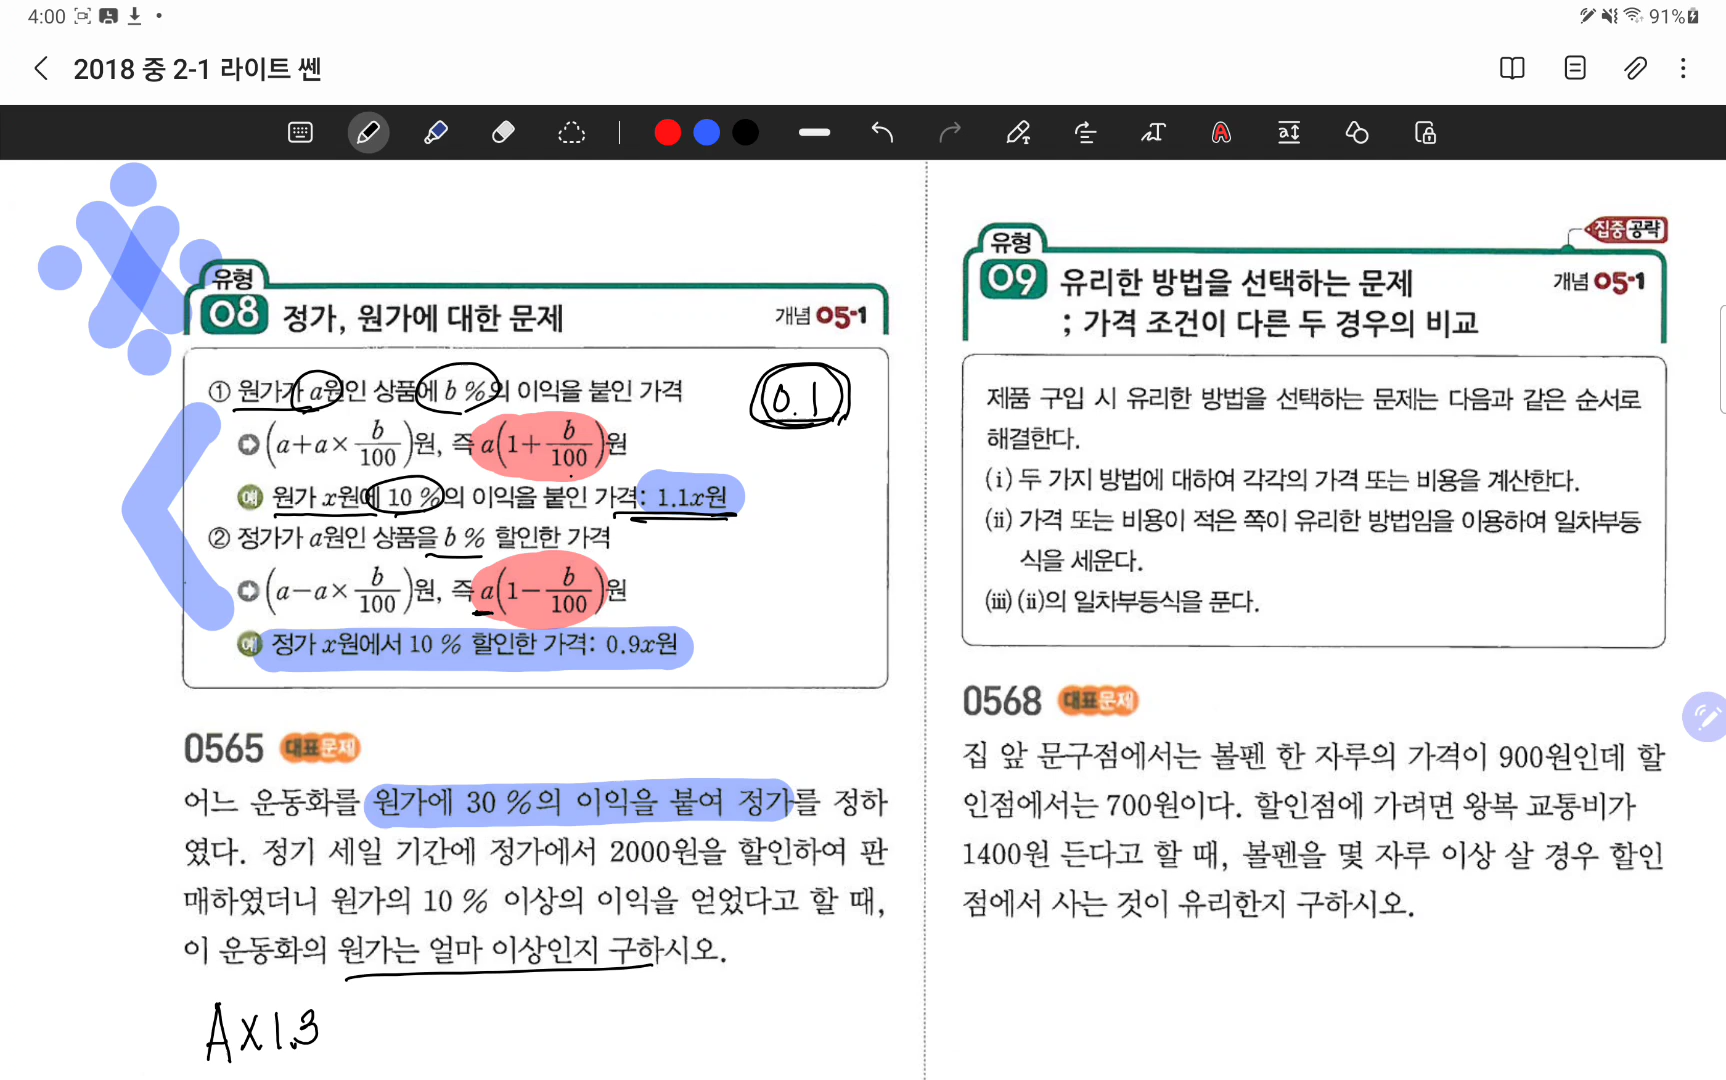 4:00
91%
2018 중 2-1 라이트 쎈
유형
08 정가, 원가에 대한 문제
개념 05-1
① 원가가 a원인 상품에 b %의 이익을 붙인 가격
0.1
(a+a×b/100)원, 즉 a(1+b/100)원
예 원가 x원에 10 %의 이익을 붙인 가격: 1.1x원
② 정가가 a원인 상품을 b % 할인한 가격
(a-a×b/100)원, 즉 a(1-b/100)원
예 정가 x원에서 10 % 할인한 가격: 0.9x원
0565 대표문제
어느 운동화를 원가에 30 %의 이익을 붙여 정가를 정하
였다. 정기 세일 기간에 정가에서 2000원을 할인하여 판
매하였더니 원가의 10 % 이상의 이익을 얻었다고 할 때,
이 운동화의 원가는 얼마 이상인지 구하시오.
A×1.3
집중공략
유형
09 유리한 방법을 선택하는 문제
개념 05-1
; 가격 조건이 다른 두 경우의 비교
제품 구입 시 유리한 방법을 선택하는 문제는 다음과 같은 순서로
해결한다.
(ⅰ) 두 가지 방법에 대하여 각각의 가격 또는 비용을 계산한다.
(ⅱ) 가격 또는 비용이 적은 쪽이 유리한 방법임을 이용하여 일차부등
식을 세운다.
(ⅲ) (ⅱ)의 일차부등식을 푼다.
0568 대표문제
집 앞 문구점에서는 볼펜 한 자루의 가격이 900원인데 할
인점에서는 700원이다. 할인점에 가려면 왕복 교통비가
1400원 든다고 할 때, 볼펜을 몇 자루 이상 살 경우 할인
점에서 사는 것이 유리한지 구하시오.